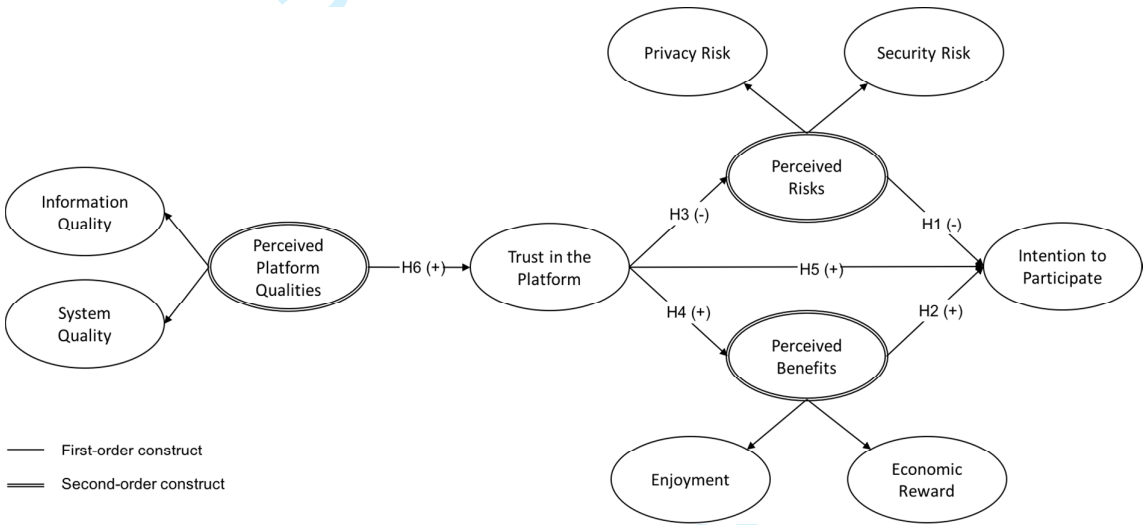 Privacy Risk
Security Risk
Perceived
Risks
Information
Quality
H3 (-)
H1 (-)
Perceived
Platform
Qualities
H6 (+)
Trust in the
Platform
H5 (+)
Intention to
Participate
System
Quality
H4 (+)
H2 (+)
Perceived
Benefits
First-order construct
Second-order construct
Enjoyment
Economic
Reward